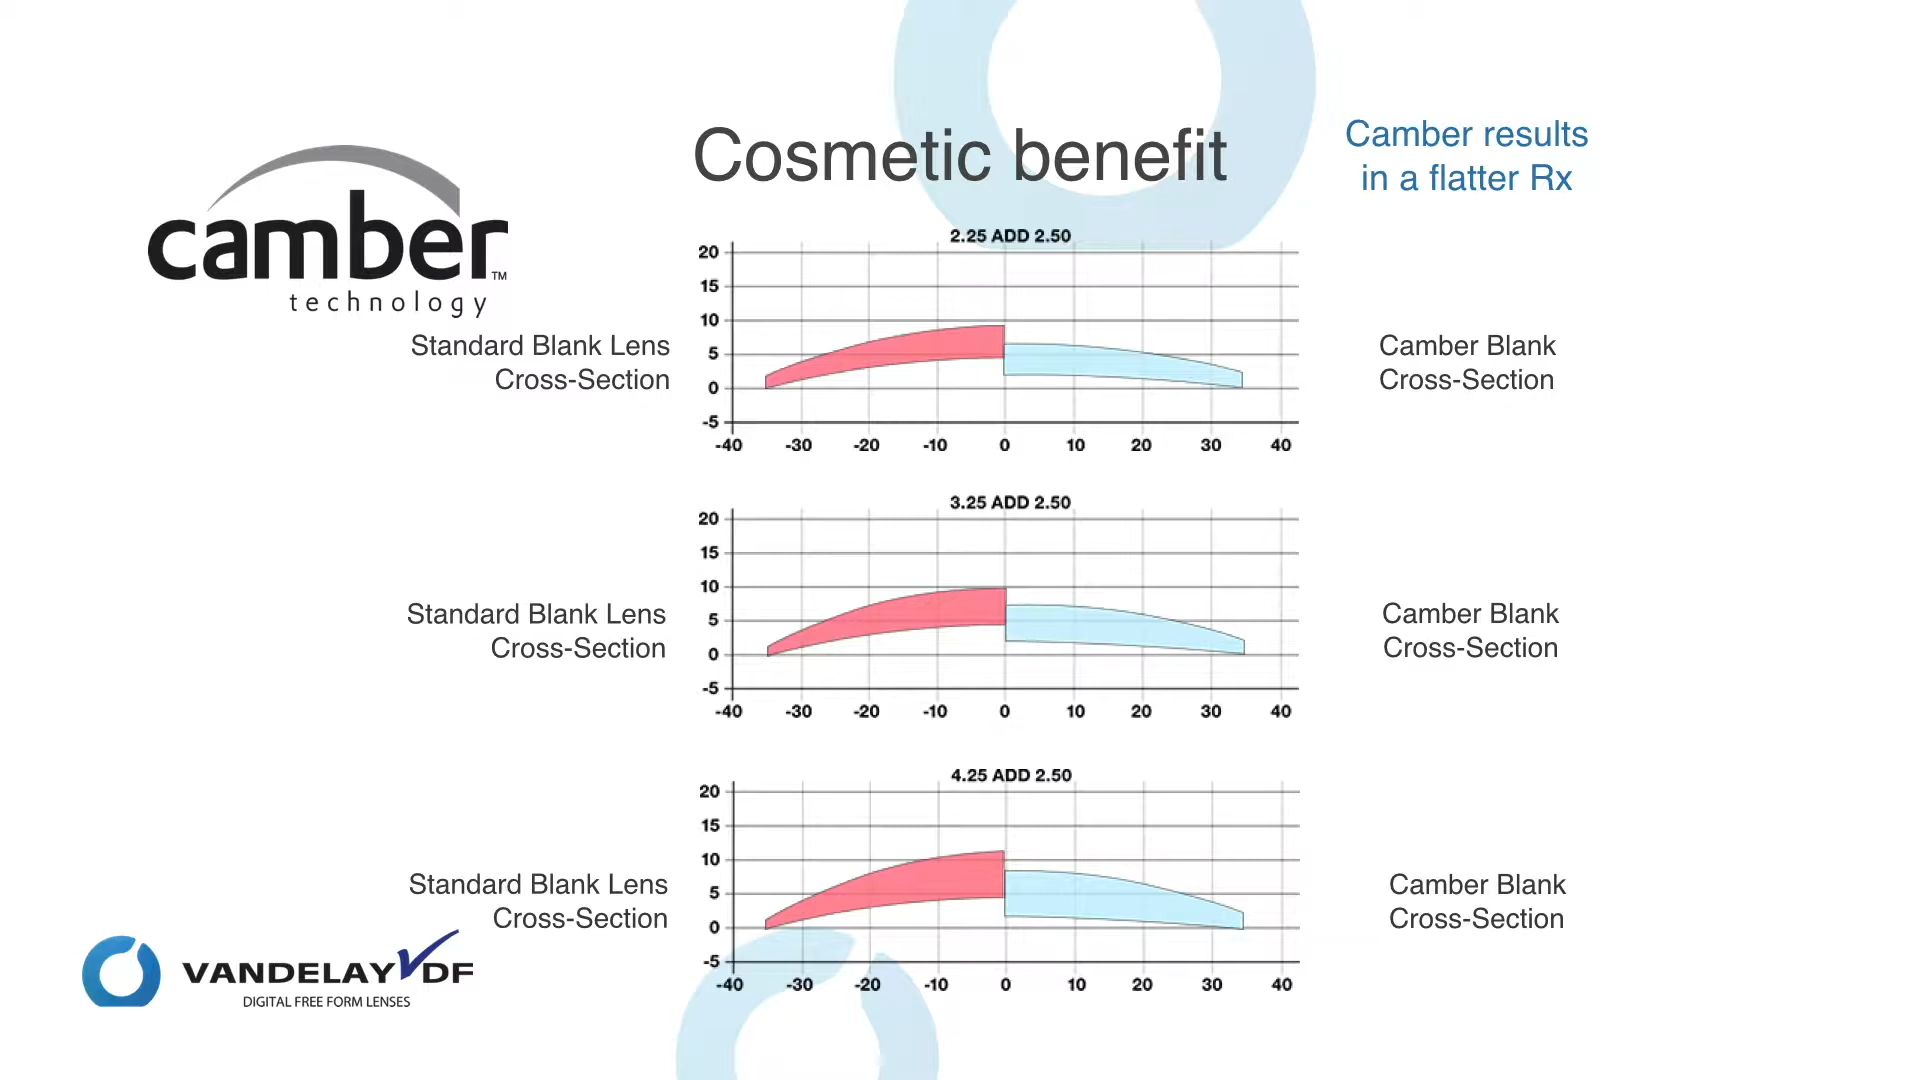 Cosmetic benefit
Camber results
in a flatter Rx
camber
™
technology
Standard Blank Lens
Cross-Section
2.25 ADD 2.50
20
15
10
5
0
-5
-40 -30 -20 -10 0 10 20 30 40
Camber Blank
Cross-Section
Standard Blank Lens
Cross-Section
3.25 ADD 2.50
20
15
10
5
0
-5
-40 -30 -20 -10 0 10 20 30 40
Camber Blank
Cross-Section
Standard Blank Lens
Cross-Section
4.25 ADD 2.50
20
15
10
5
0
-5
-40 -30 -20 -10 0 10 20 30 40
Camber Blank
Cross-Section
VANDELAY DF
DIGITAL FREE FORM LENSES